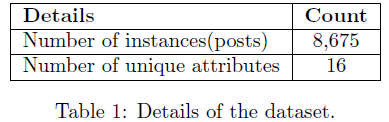 Details Count
Number of instances(posts) 8,675
Number of unique attributes 16
Table 1: Details of the dataset.